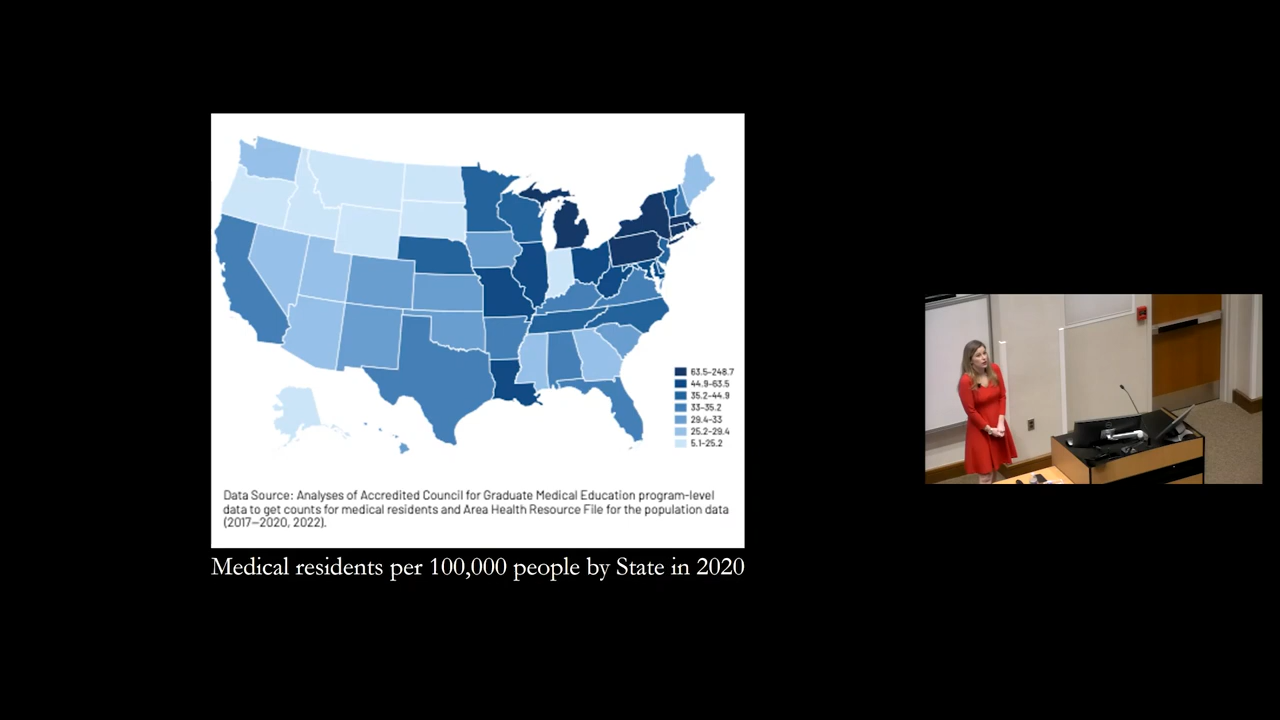 63.5-248.7
44.9-63.5
35.2-44.9
33-35.2
29.4-33
25.2-29.4
5.1-25.2
Data Source: Analyses of Accredited Council for Graduate Medical Education program-level
data to get counts for medical residents and Area Health Resource File for the population data
(2017–2020, 2022).
Medical residents per 100,000 people by State in 2020